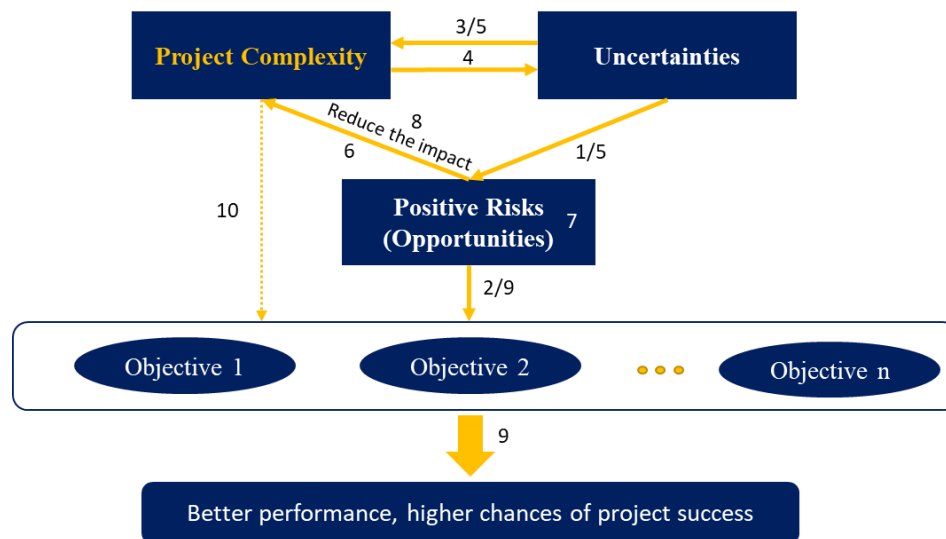 3/5
Project Complexity
Uncertainties
4
8
Reduce the impact
6
1/5
Positive Risks
(Opportunities)
7
10
2/9
Objective 1
Objective 2
Objective n
9
Better performance, higher chances of project success